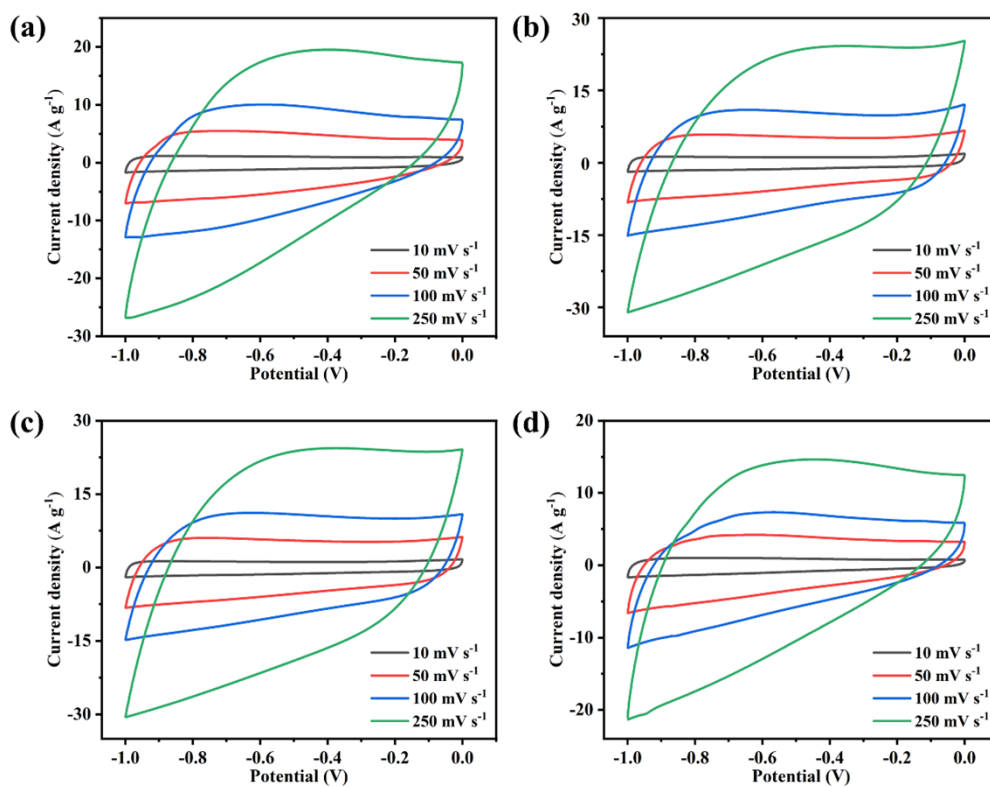 (a)
20
10
0
-10
-20
-30
Current density (A g⁻¹)
10 mV s⁻¹
50 mV s⁻¹
100 mV s⁻¹
250 mV s⁻¹
-1.0 -0.8 -0.6 -0.4 -0.2 0.0
Potential (V)
(b)
30
15
0
-15
-30
Current density (A g⁻¹)
10 mV s⁻¹
50 mV s⁻¹
100 mV s⁻¹
250 mV s⁻¹
-1.0 -0.8 -0.6 -0.4 -0.2 0.0
Potential (V)
(c)
30
15
0
-15
-30
Current density (A g⁻¹)
10 mV s⁻¹
50 mV s⁻¹
100 mV s⁻¹
250 mV s⁻¹
-1.0 -0.8 -0.6 -0.4 -0.2 0.0
Potential (V)
(d)
20
10
0
-10
-20
Current density (A g⁻¹)
10 mV s⁻¹
50 mV s⁻¹
100 mV s⁻¹
250 mV s⁻¹
-1.0 -0.8 -0.6 -0.4 -0.2 0.0
Potential (V)